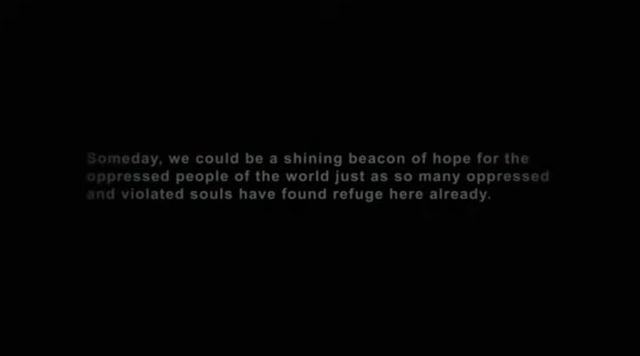 Someday, we could be a shining beacon of hope for the
oppressed people of the world just as so many oppressed
and violated souls have found refuge here already.